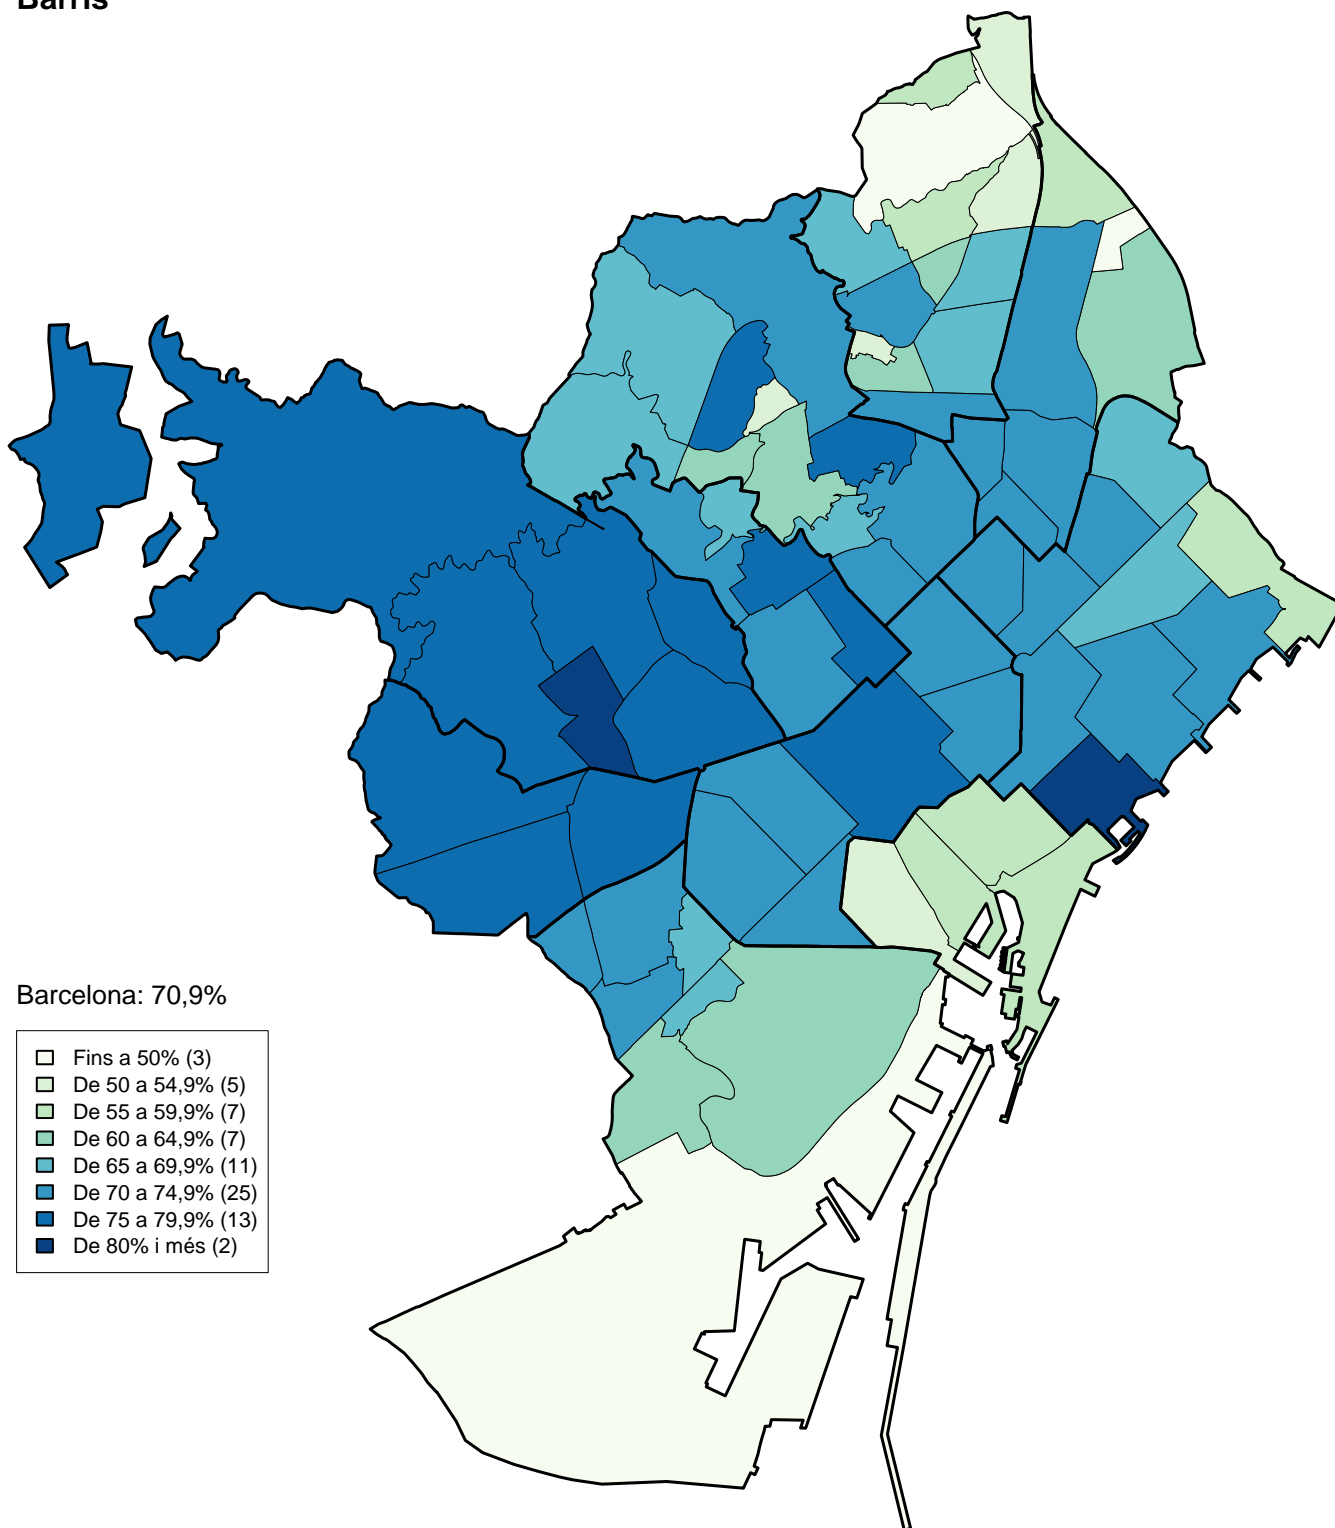 Barris
Barcelona: 70,9%
Fins a 50% (3)
De 50 a 54,9% (5)
De 55 a 59,9% (7)
De 60 a 64,9% (7)
De 65 a 69,9% (11)
De 70 a 74,9% (25)
De 75 a 79,9% (13)
De 80% i més (2)